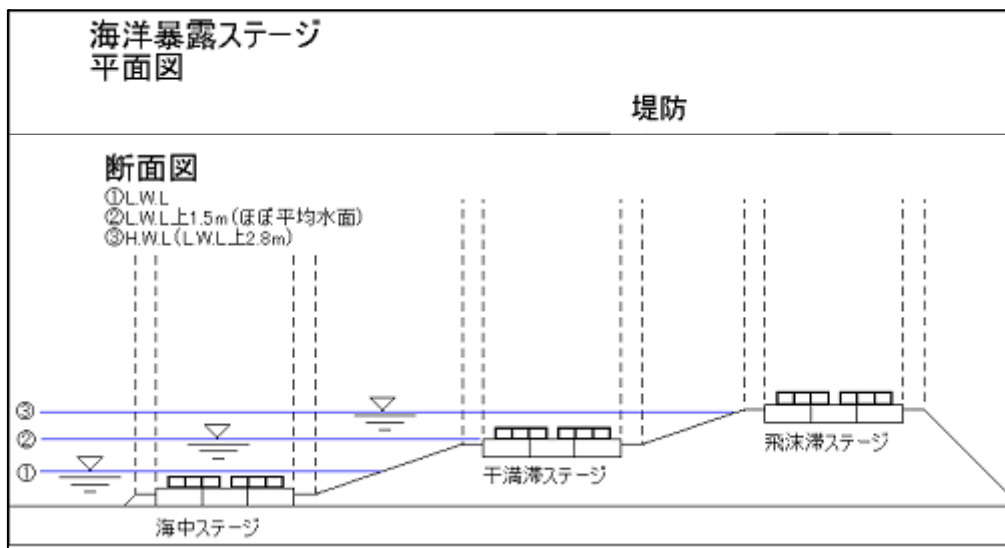 海洋暴露ステージ
平面図
堤防
断面図
①L.W.L
②L.W.L上1.5m(ほぼ平均水面)
③H.W.L(L.W.L上2.8m)
③
②
①
飛沫滞ステージ
干満滞ステージ
海中ステージ